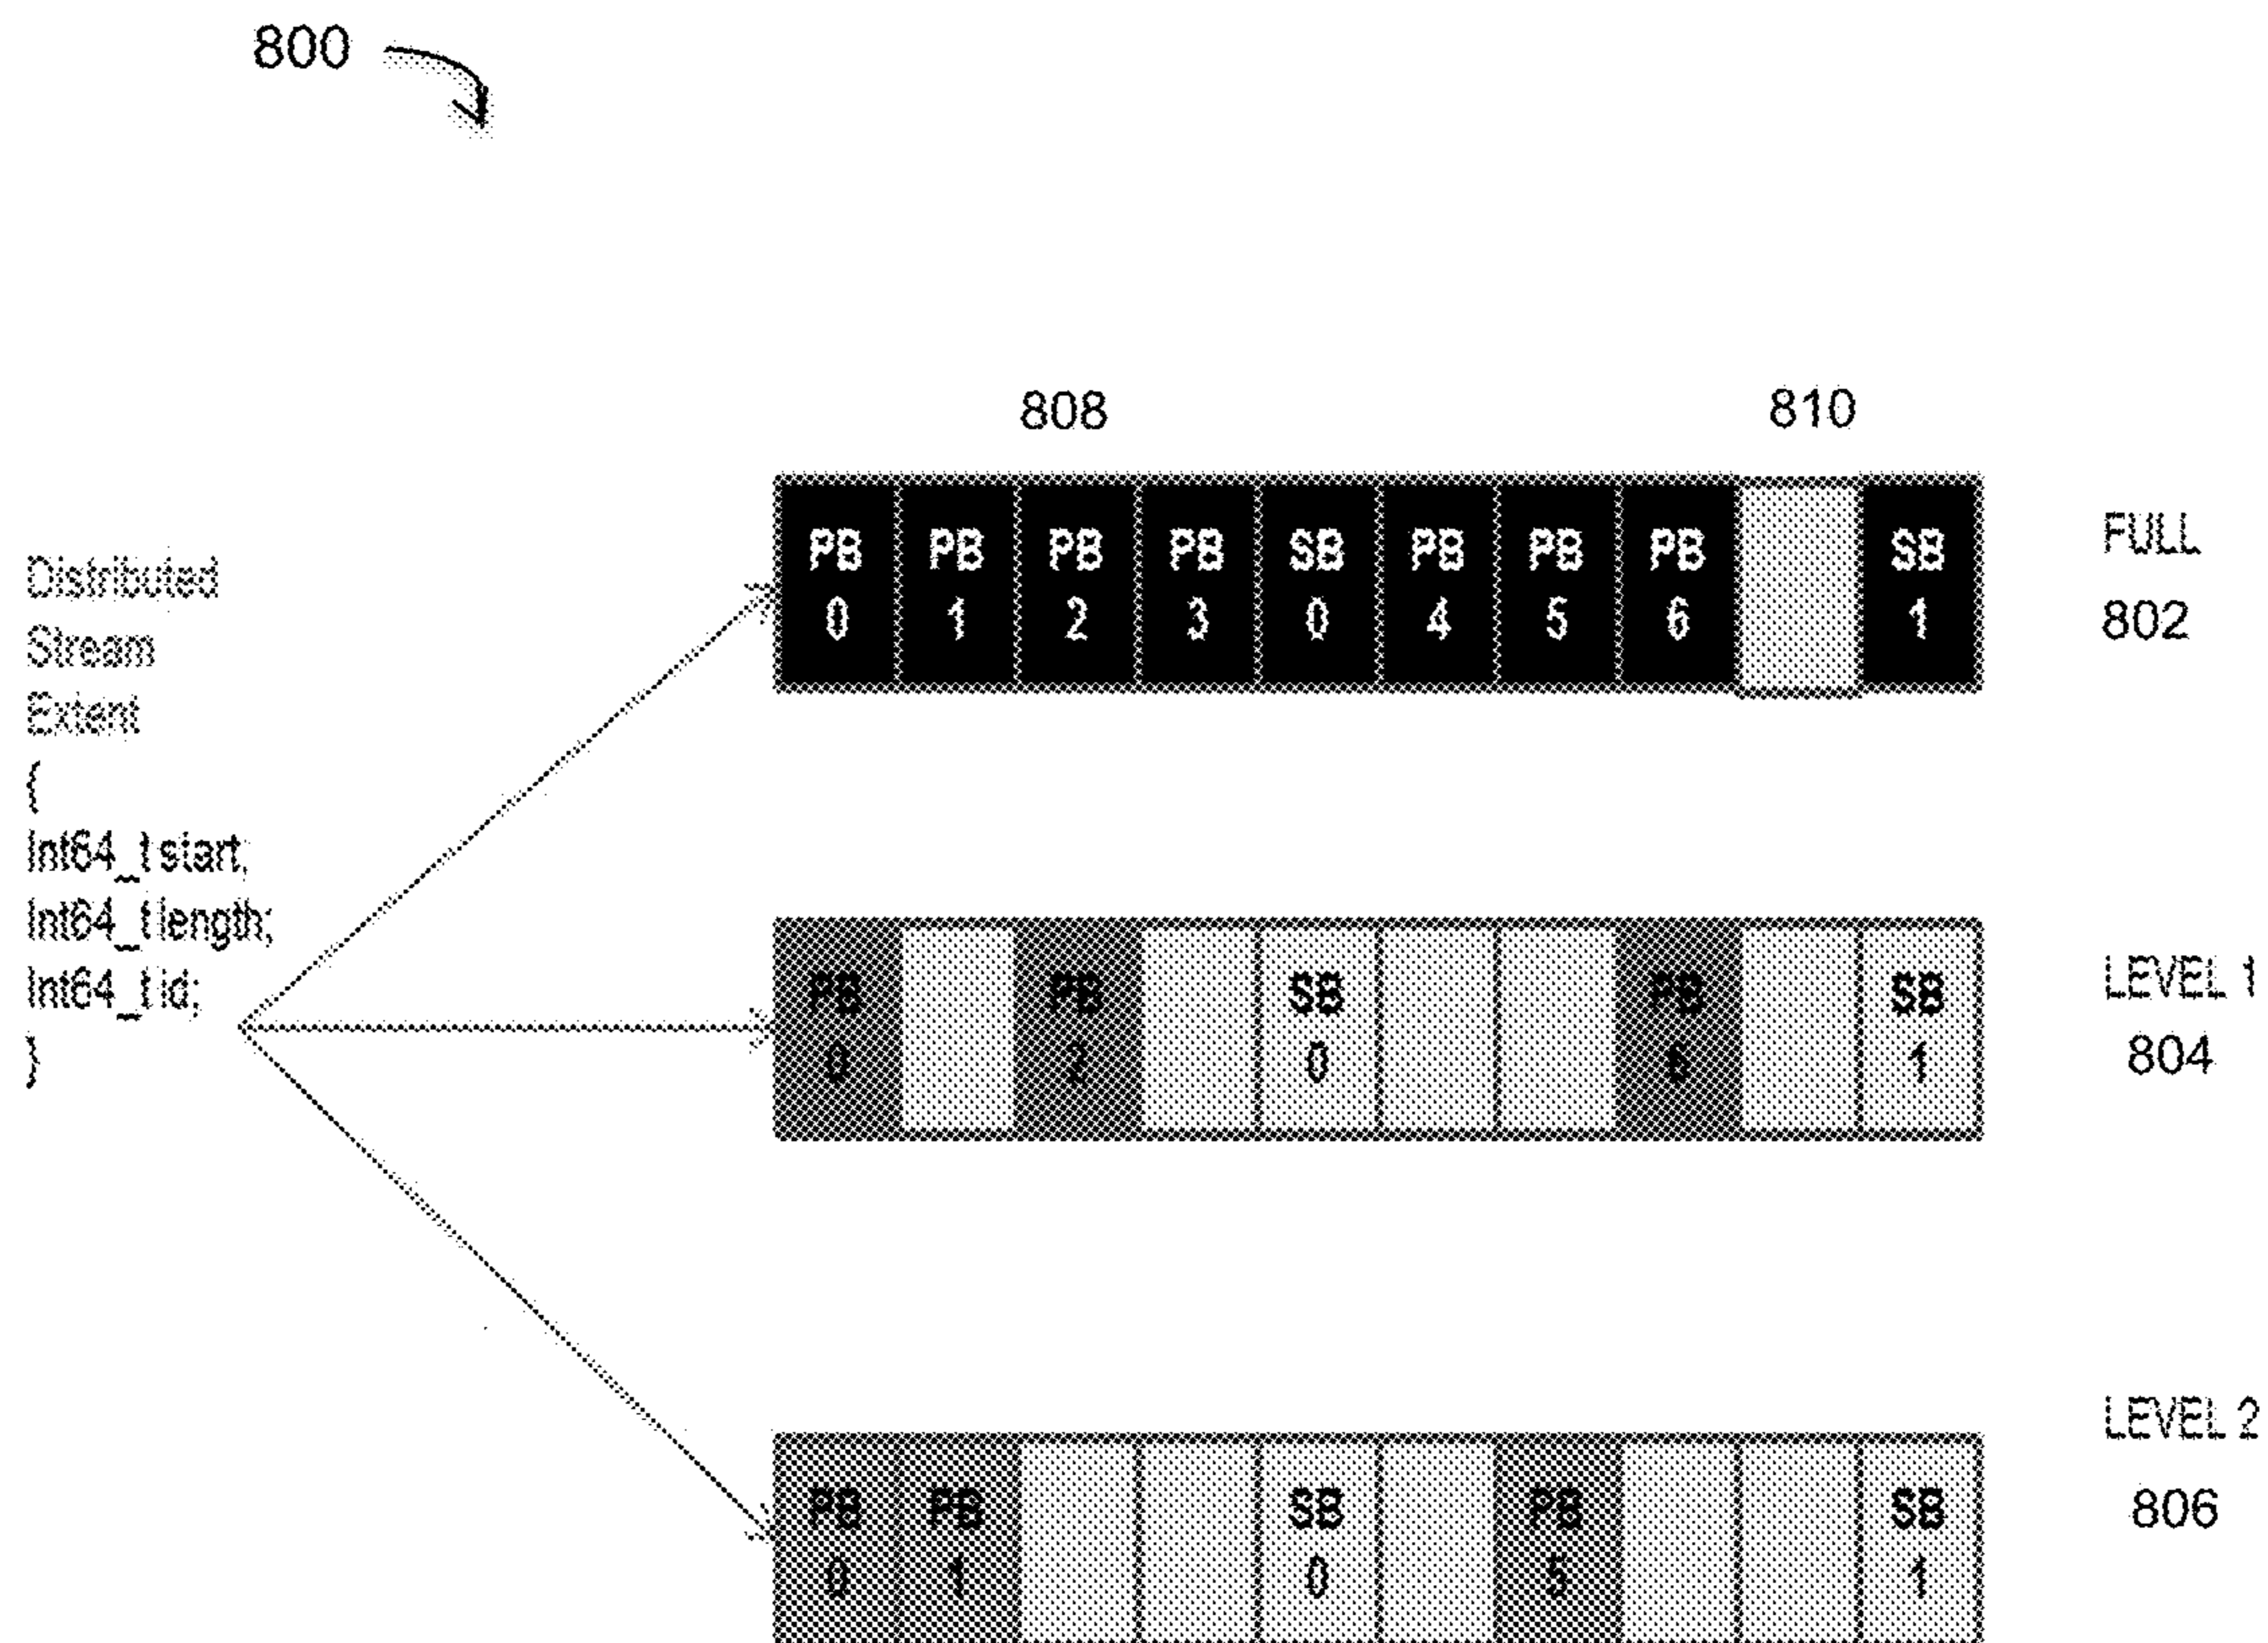 800
808 810
Distributed
Stream
Extent
{
Int64_t start;
Int64_t length;
Int64_t id;
}
PB PB PB PB SB PB PB PB SB
0 1 2 3 0 4 5 6 1
FULL
802
PB PB SB PB SB
0 2 0 6 1
LEVEL 1
804
PB PB SB PB SB
0 1 0 5 1
LEVEL 2
806